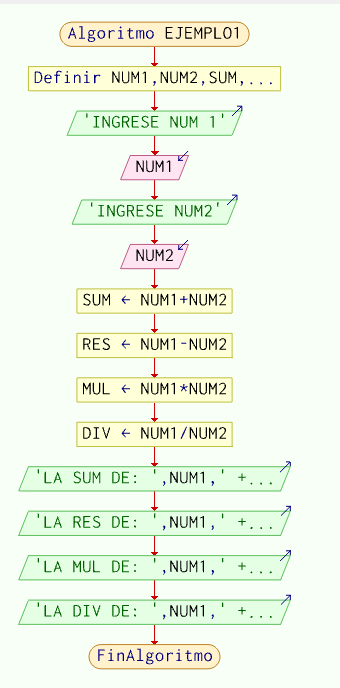 Algoritmo EJEMPLO1
Definir NUM1,NUM2,SUM,...
'INGRESE NUM 1'
NUM1
'INGRESE NUM2'
NUM2
SUM ← NUM1+NUM2
RES ← NUM1-NUM2
MUL ← NUM1*NUM2
DIV ← NUM1/NUM2
'LA SUM DE: ',NUM1,' +...
'LA RES DE: ',NUM1,' +...
'LA MUL DE: ',NUM1,' +...
'LA DIV DE: ',NUM1,' +...
FinAlgoritmo